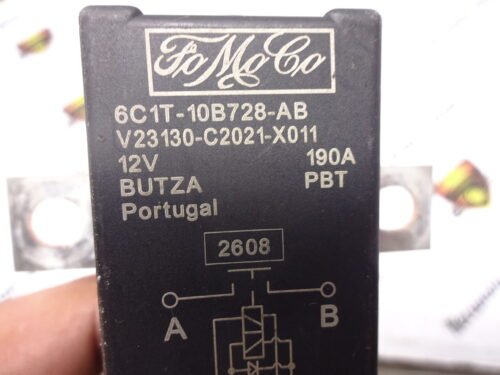 FoMoCo
6C1T-10B728-AB
V23130-C2021-X011
12V 190A
BUTZA PBT
Portugal
2608
A B